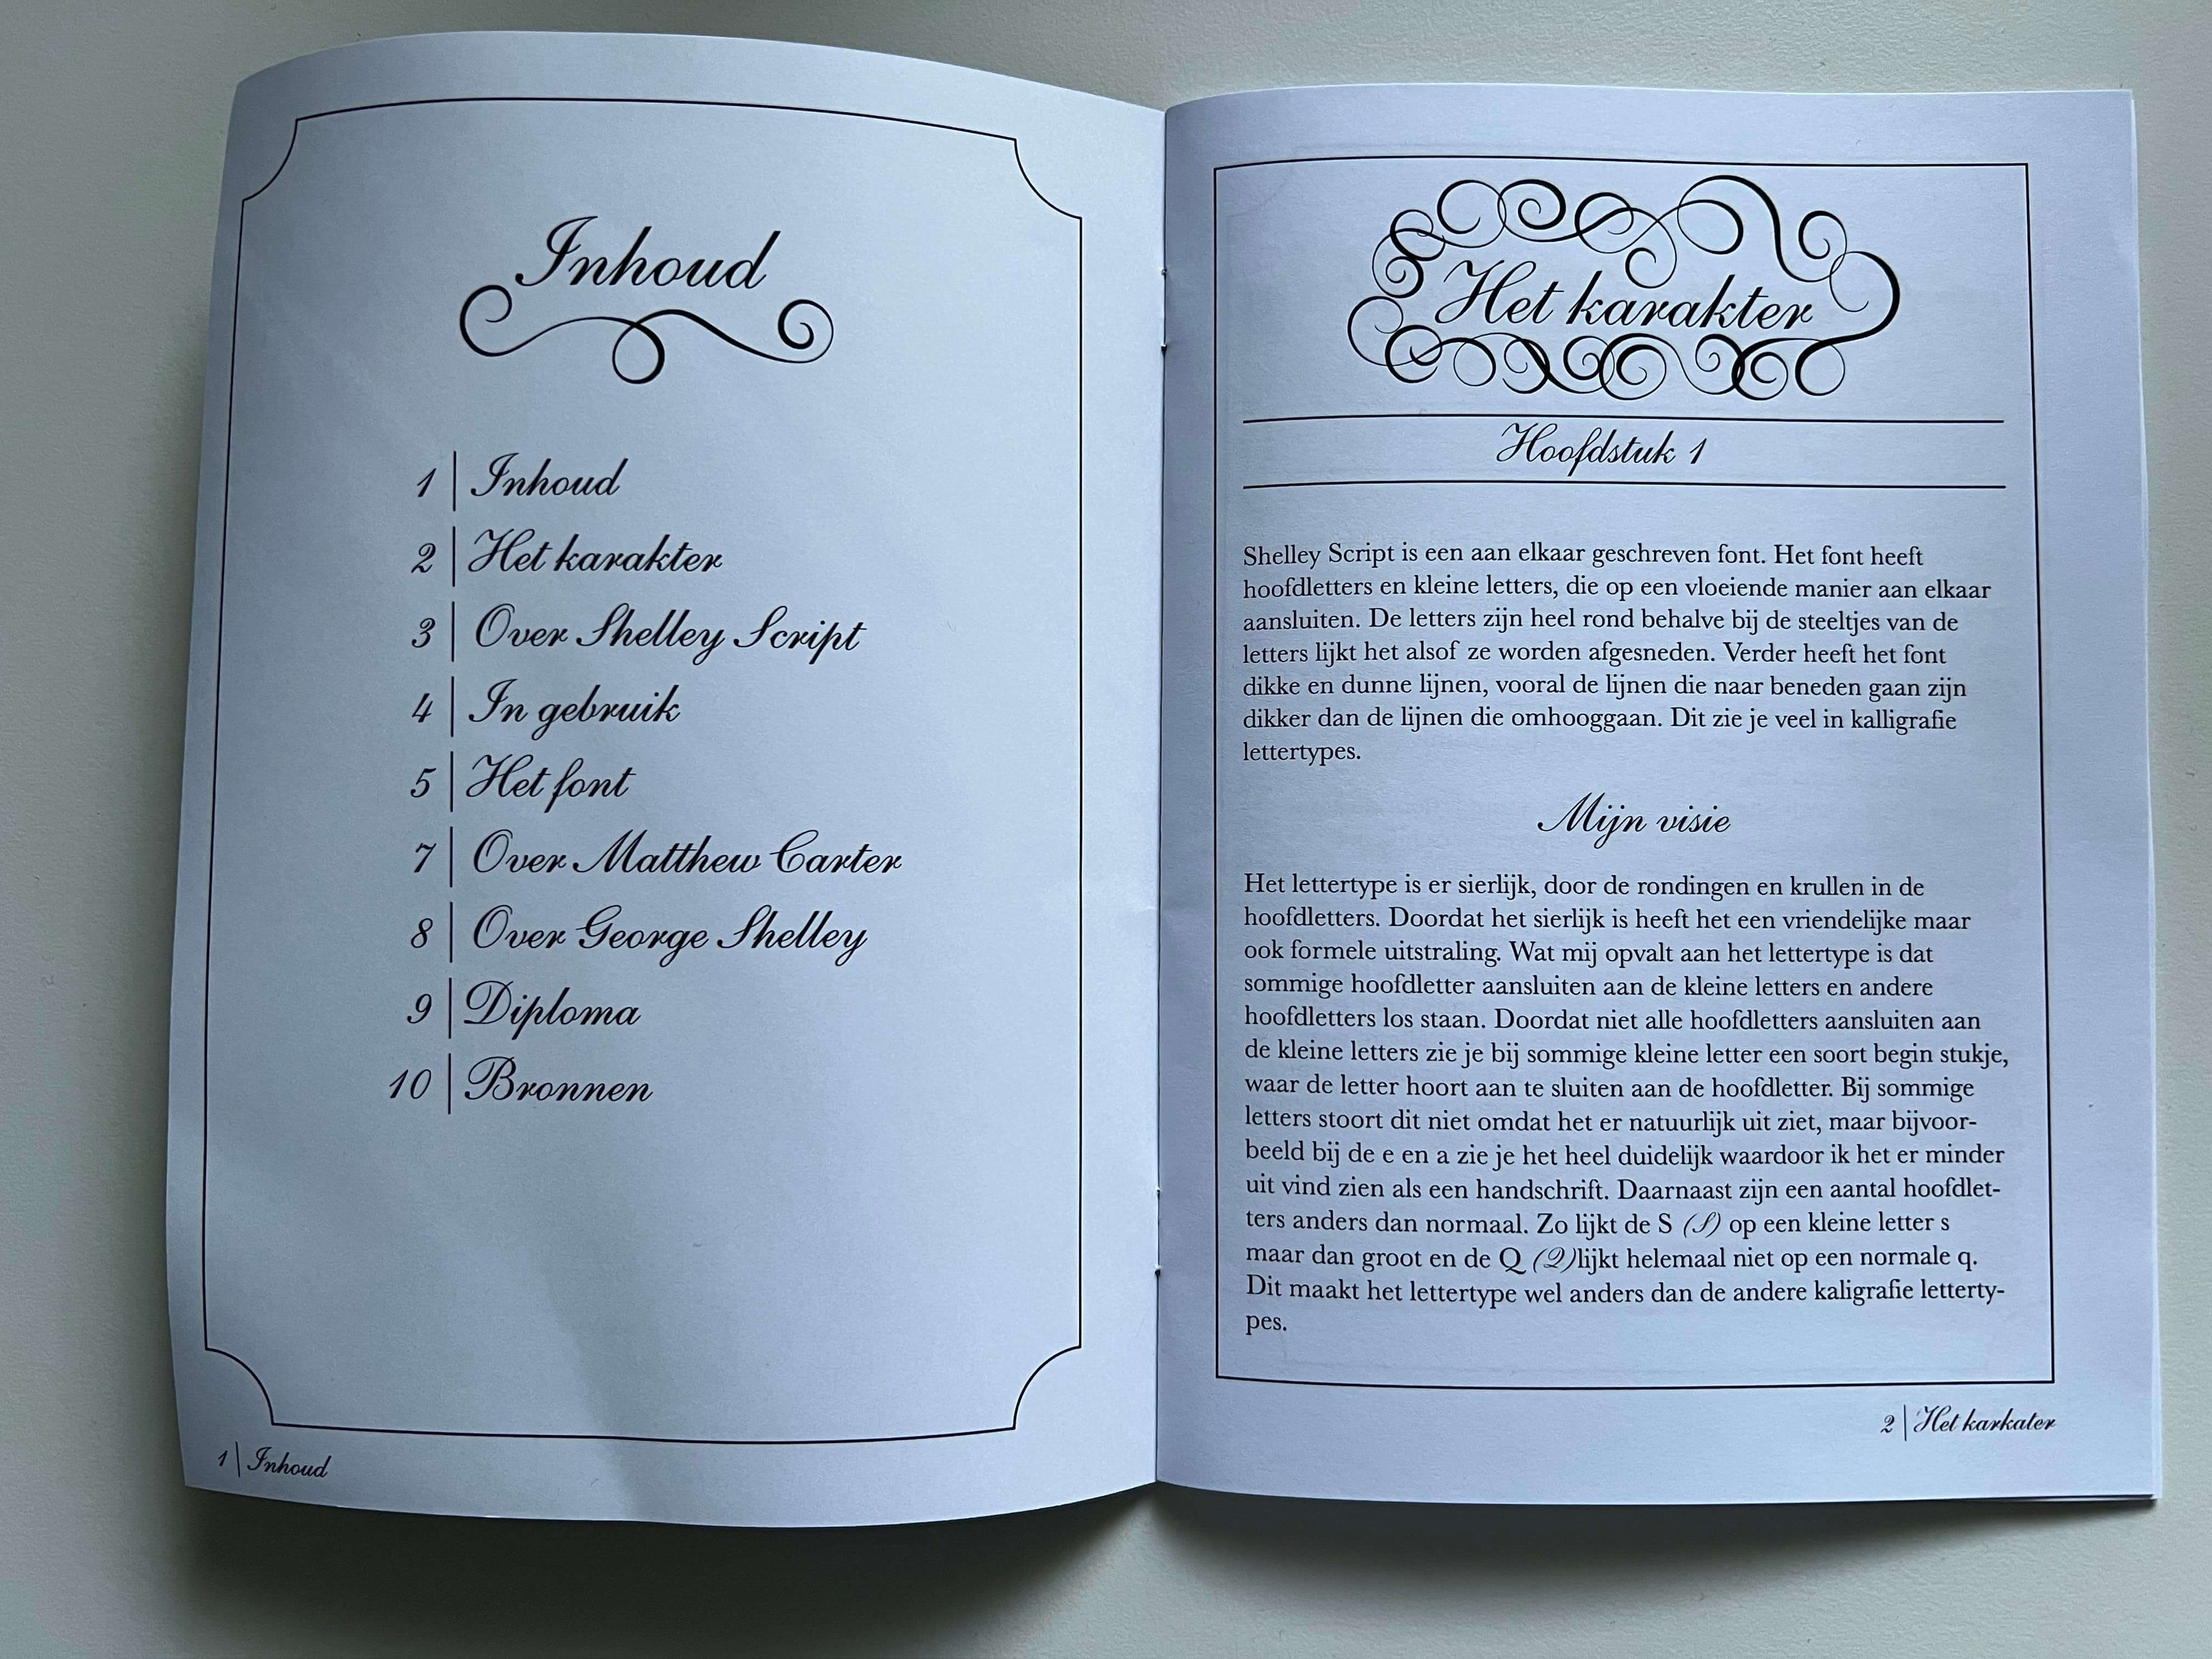 Inhoud
1 | Inhoud
2 | Het karakter
3 | Over Shelley Script
4 | In gebruik
5 | Het font
7 | Over Matthew Carter
8 | Over George Shelley
9 | Diploma
10 | Bronnen
1 | Inhoud
Het karakter
Hoofdstuk 1
Shelley Script is een aan elkaar geschreven font. Het font heeft
hoofdletters en kleine letters, die op een vloeiende manier aan elkaar
aansluiten. De letters zijn heel rond behalve bij de steeltjes van de
letters lijkt het alsof ze worden afgesneden. Verder heeft het font
dikke en dunne lijnen, vooral de lijnen die naar beneden gaan zijn
dikker dan de lijnen die omhooggaan. Dit zie je veel in kalligrafie
lettertypes.
Mijn visie
Het lettertype is er sierlijk, door de rondingen en krullen in de
hoofdletters. Doordat het sierlijk is heeft het een vriendelijke maar
ook formele uitstraling. Wat mij opvalt aan het lettertype is dat
sommige hoofdletter aansluiten aan de kleine letters en andere
hoofdletters los staan. Doordat niet alle hoofdletters aansluiten aan
de kleine letters zie je bij sommige kleine letter een soort begin stukje,
waar de letter hoort aan te sluiten aan de hoofdletter. Bij sommige
letters stoort dit niet omdat het er natuurlijk uit ziet, maar bijvoor-
beeld bij de e en a zie je het heel duidelijk waardoor ik het er minder
uit vind zien als een handschrift. Daarnaast zijn een aantal hoofdlet-
ters anders dan normaal. Zo lijkt de S (S) op een kleine letter s
maar dan groot en de Q (Q)lijkt helemaal niet op een normale q.
Dit maakt het lettertype wel anders dan de andere kaligrafie letterty-
pes.
2 | Het karkater